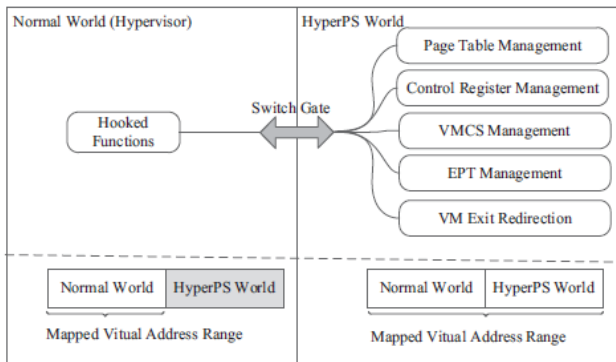 Normal World (Hypervisor)
HyperPS World
Page Table Management
Control Register Management
Switch Gate
Hooked
Functions
VMCS Management
EPT Management
VM Exit Redirection
Normal World
HyperPS World
Normal World
HyperPS World
Mapped Vitual Address Range
Mapped Vitual Address Range